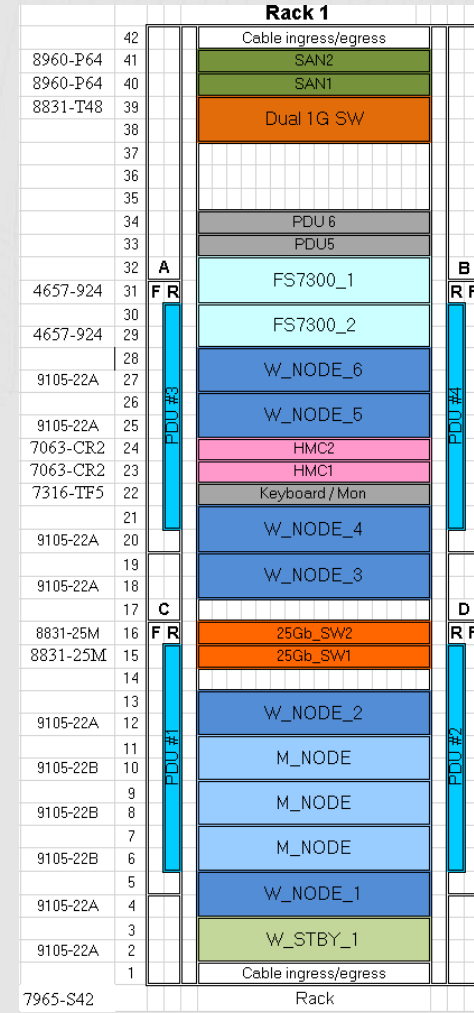 Rack 1
42 Cable ingress/egress
8960-P64 41 SAN2
8960-P64 40 SAN1
8831-T48 39
Dual 1G SW
38
37
36
35
34 PDU 6
33 PDU5
32 A B
FS7300_1
4657-924 31 F R R F
30
FS7300_2
4657-924 29
28
W_NODE_6
9105-22A 27
PDU #3 PDU #4
26
W_NODE_5
9105-22A 25
7063-CR2 24 HMC2
7063-CR2 23 HMC1
7316-TF5 22 Keyboard / Mon
21
W_NODE_4
9105-22A 20
19
W_NODE_3
9105-22A 18
17 C D
8831-25M 16 F R 25Gb_SW2 R F
8831-25M 15 25Gb_SW1
14
13
W_NODE_2
9105-22A 12
PDU #1 PDU #2
11
M_NODE
9105-22B 10
9
M_NODE
9105-22B 8
7
M_NODE
9105-22B 6
5
W_NODE_1
9105-22A 4
3
W_STBY_1
9105-22A 2
1 Cable ingress/egress
7965-S42 Rack